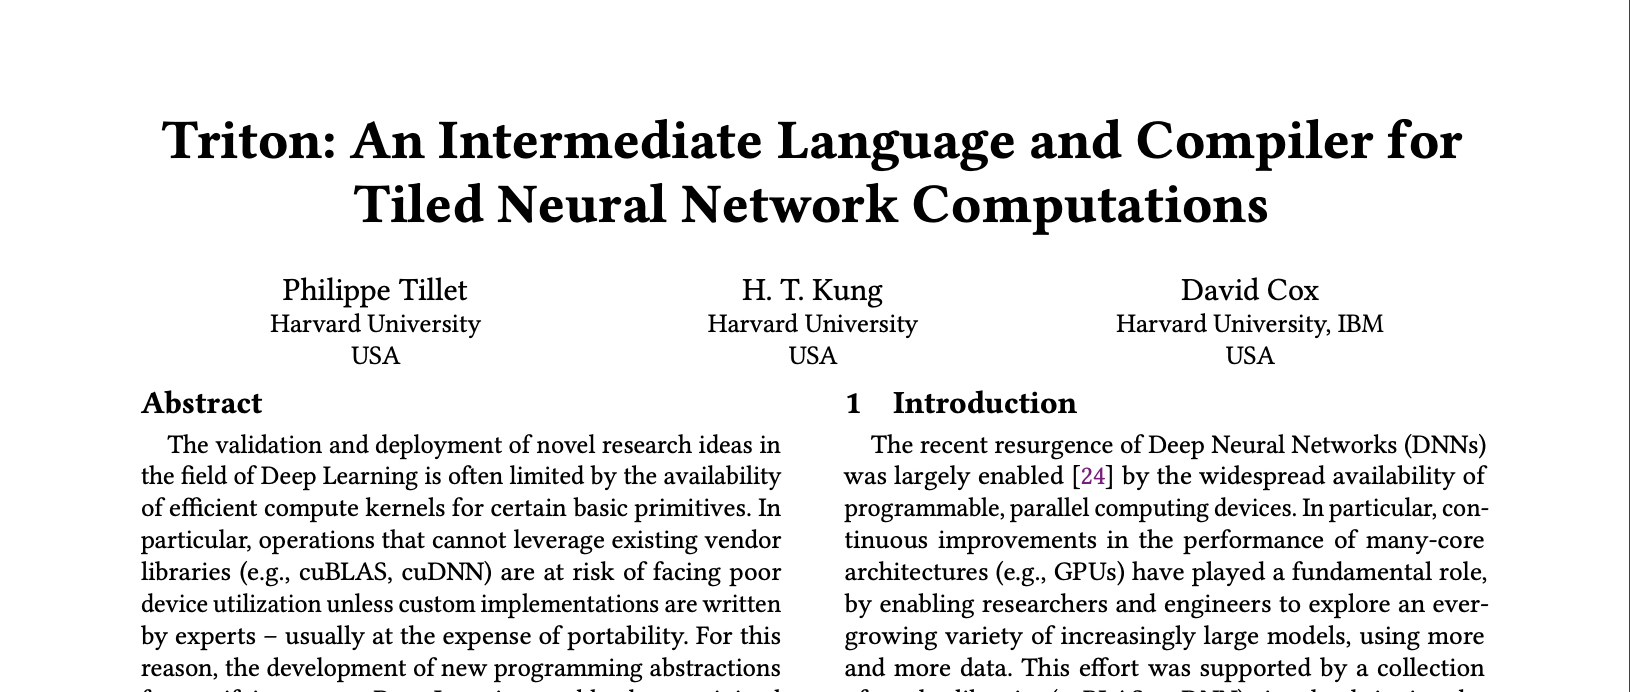 Triton: An Intermediate Language and Compiler for
Tiled Neural Network Computations
Philippe Tillet
Harvard University
USA
H. T. Kung
Harvard University
USA
David Cox
Harvard University, IBM
USA
Abstract
The validation and deployment of novel research ideas in
the field of Deep Learning is often limited by the availability
of efficient compute kernels for certain basic primitives. In
particular, operations that cannot leverage existing vendor
libraries (e.g., cuBLAS, cuDNN) are at risk of facing poor
device utilization unless custom implementations are written
by experts – usually at the expense of portability. For this
reason, the development of new programming abstractions
1 Introduction
The recent resurgence of Deep Neural Networks (DNNs)
was largely enabled [24] by the widespread availability of
programmable, parallel computing devices. In particular, con-
tinuous improvements in the performance of many-core
architectures (e.g., GPUs) have played a fundamental role,
by enabling researchers and engineers to explore an ever-
growing variety of increasingly large models, using more
and more data. This effort was supported by a collection